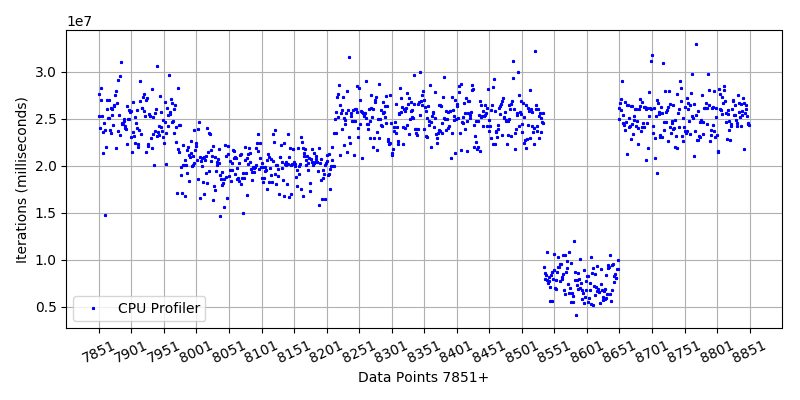 1e7
3.0
2.5
2.0
1.5
1.0
0.5
Iterations (milliseconds)
CPU Profiler
7851 7901 7951 8001 8051 8101 8151 8201 8251 8301 8351 8401 8451 8501 8551 8601 8651 8701 8751 8801 8851
Data Points 7851+